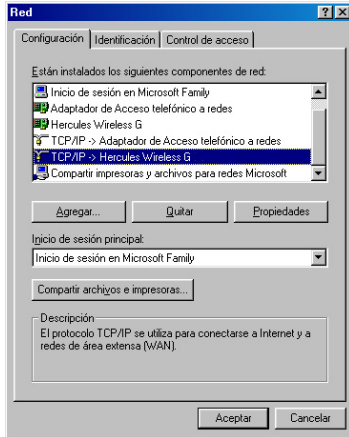 Red
Configuración Identificación Control de acceso
Están instalados los siguientes componentes de red:
Inicio de sesión en Microsoft Family
Adaptador de Acceso telefónico a redes
Hercules Wireless G
TCP/IP -> Adaptador de Acceso telefónico a redes
TCP/IP -> Hercules Wireless G
Compartir impresoras y archivos para redes Microsoft
Agregar... Quitar Propiedades
Inicio de sesión principal:
Inicio de sesión en Microsoft Family
Compartir archivos e impresoras...
Descripción
El protocolo TCP/IP se utiliza para conectarse a Internet y a
redes de área extensa (WAN).
Aceptar Cancelar